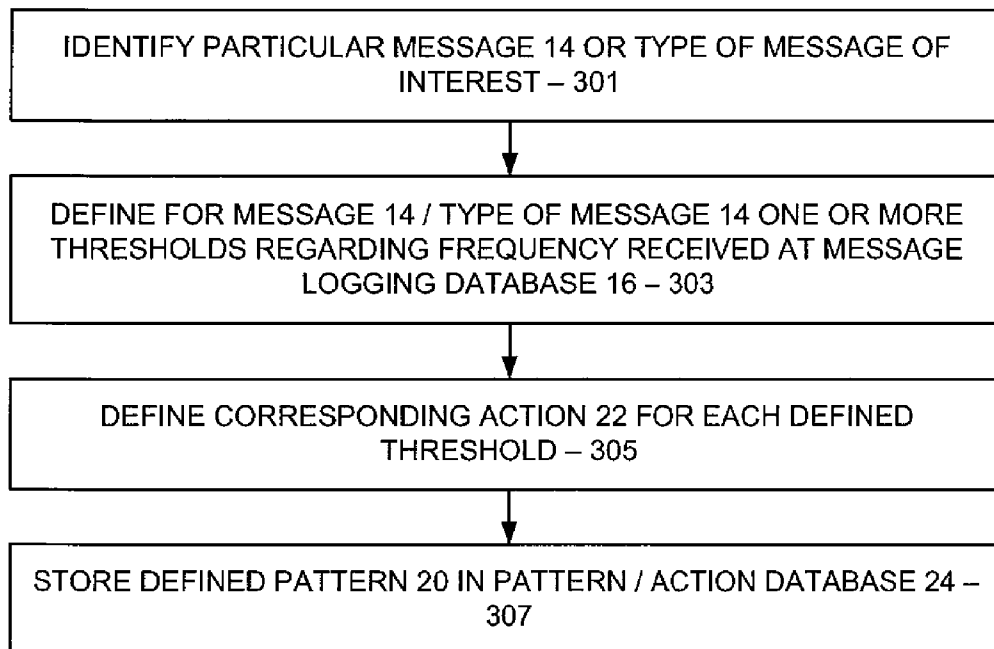 IDENTIFY PARTICULAR MESSAGE 14 OR TYPE OF MESSAGE OF
INTEREST – 301
DEFINE FOR MESSAGE 14 / TYPE OF MESSAGE 14 ONE OR MORE
THRESHOLDS REGARDING FREQUENCY RECEIVED AT MESSAGE
LOGGING DATABASE 16 – 303
DEFINE CORRESPONDING ACTION 22 FOR EACH DEFINED
THRESHOLD – 305
STORE DEFINED PATTERN 20 IN PATTERN / ACTION DATABASE 24 –
307